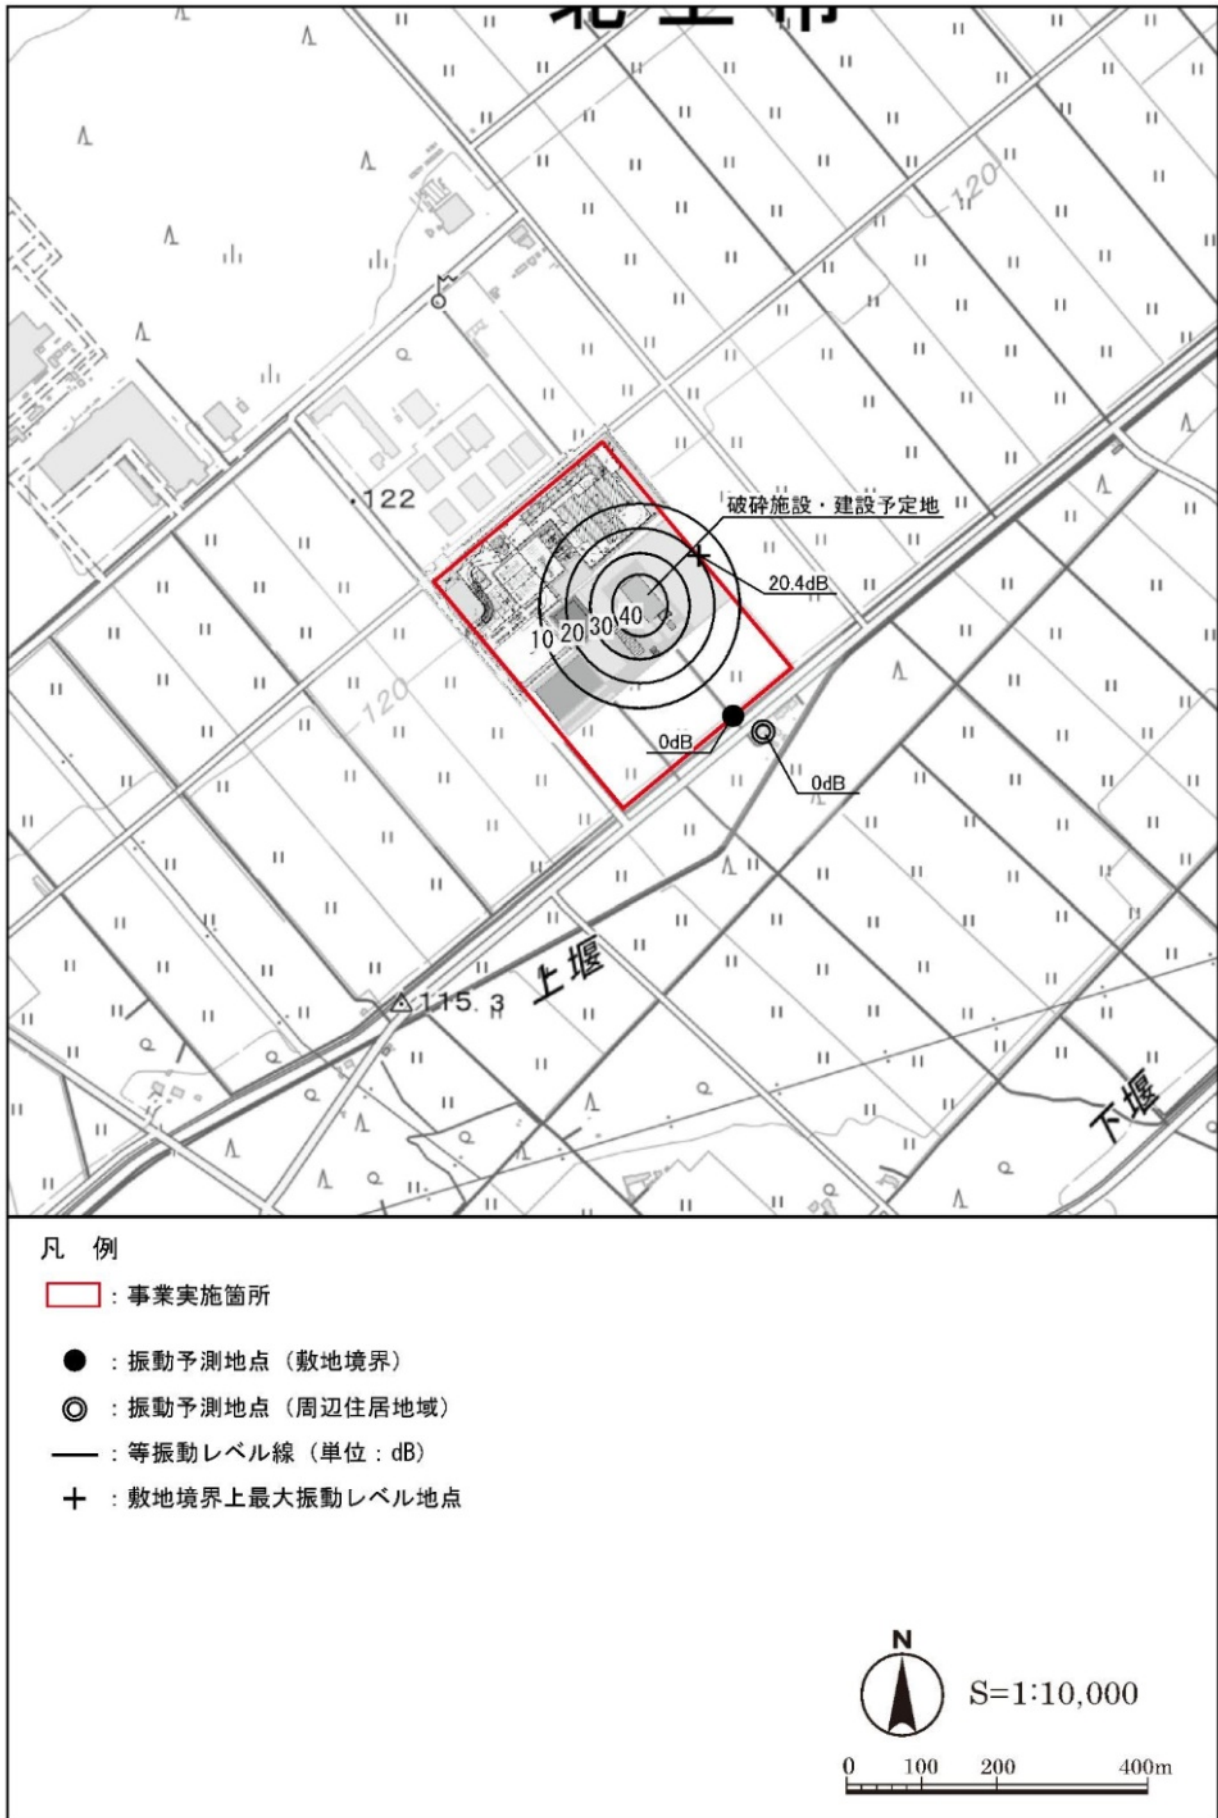 北上市
120
122
破砕施設・建設予定地
20.4dB
10 20 30 40
120
0dB
0dB
上堰
115.3
下堰
凡 例
：事業実施箇所
：振動予測地点（敷地境界）
：振動予測地点（周辺住居地域）
：等振動レベル線（単位：dB）
：敷地境界上最大振動レベル地点
N
S=1:10,000
0 100 200 400m